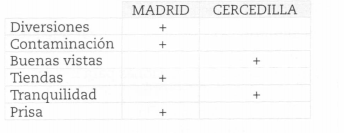 MADRID CERCEDILLA
Diversiones +
Contaminación +
Buenas vistas +
Tiendas +
Tranquilidad +
Prisa +